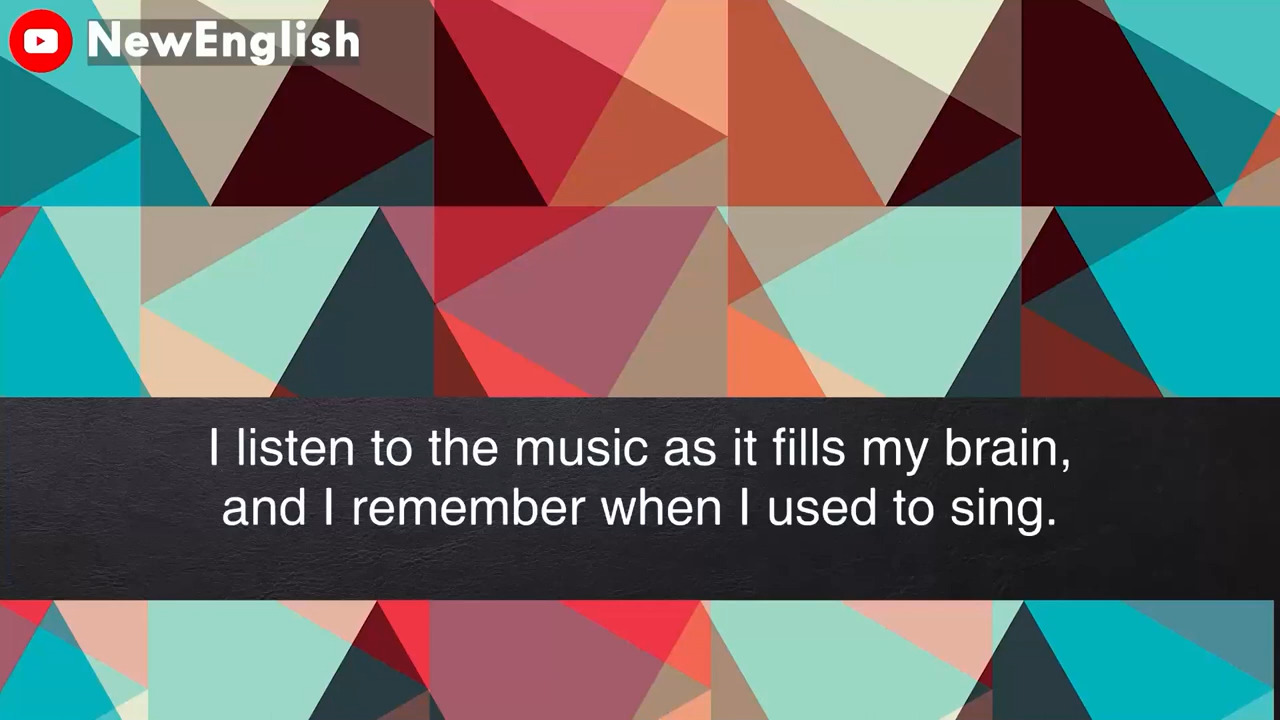 NewEnglish
I listen to the music as it fills my brain,
and I remember when I used to sing.